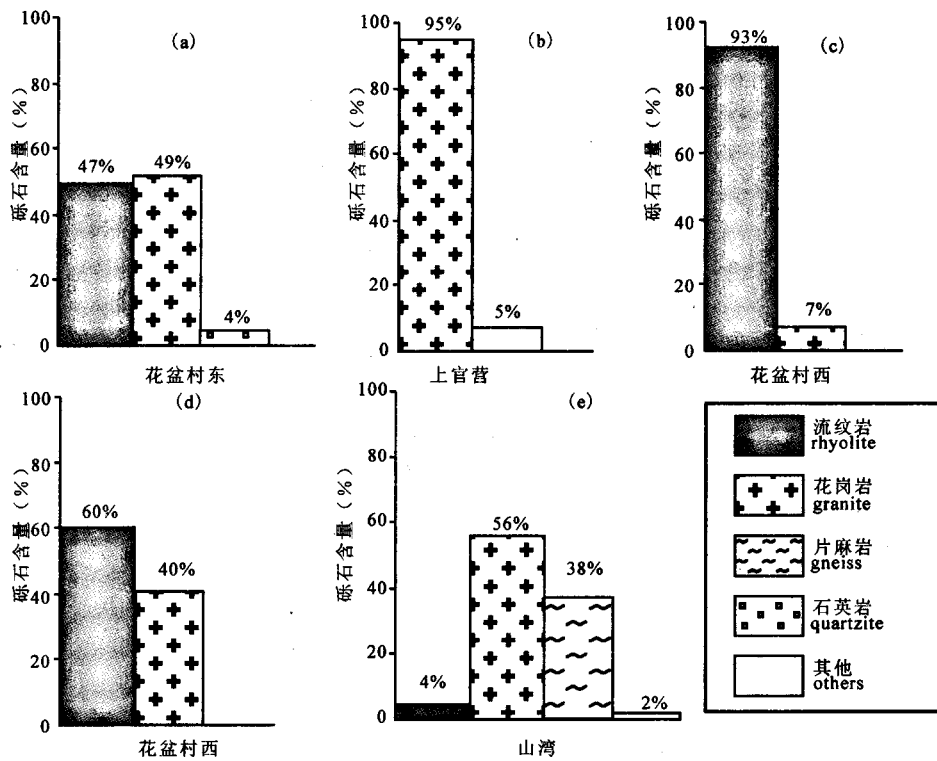 (a)
砾石含量(%)
100
80
60
40
20
0
47%
49%
4%
花盆村东
(b)
砾石含量(%)
100
80
60
40
20
0
95%
5%
上官营
(c)
砾石含量(%)
100
80
60
40
20
0
93%
7%
花盆村西
(d)
砾石含量(%)
100
80
60
40
20
0
60%
40%
花盆村西
(e)
砾石含量(%)
100
80
60
40
20
0
4%
56%
38%
2%
山湾
流纹岩
rhyolite
花岗岩
granite
片麻岩
gneiss
石英岩
quartzite
其他
others